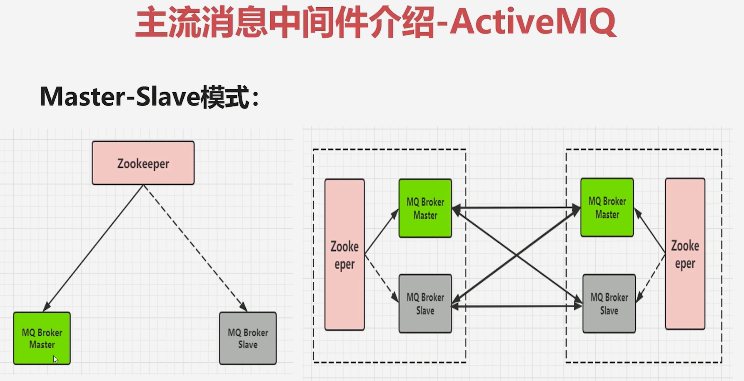 主流消息中间件介绍-ActiveMQ
Master-Slave模式：
Zookeeper
MQ Broker
Master
MQ Broker
Slave
Zooke
eper
MQ Broker
Master
MQ Broker
Slave
MQ Broker
Master
MQ Broker
Slave
Zooke
eper